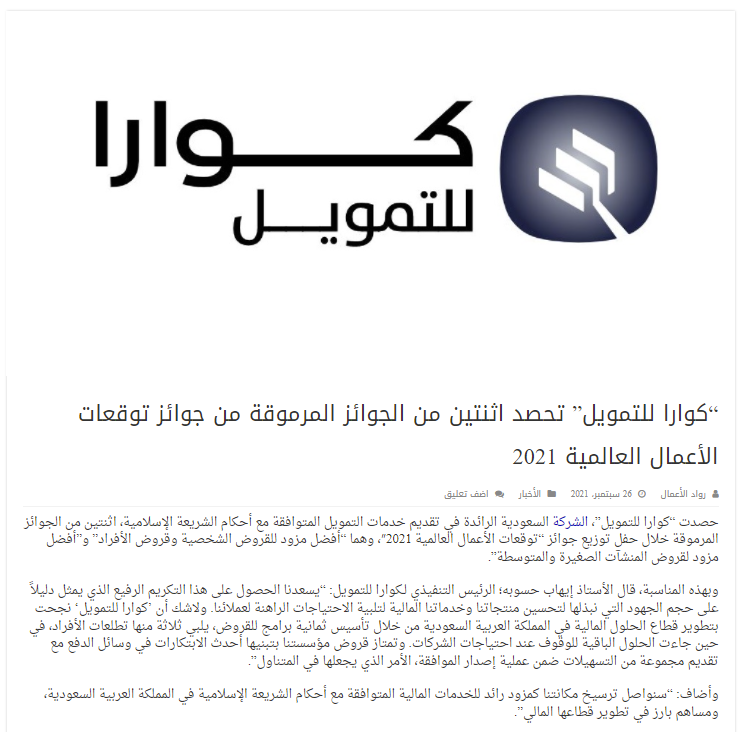 كوارا
للتمويل
“كوارا للتمويل” تحصد اثنتين من الجوائز المرموقة من جوائز توقعات
الأعمال العالمية 2021
رواد الأعمال 26 سبتمبر، 2021 الأخبار اضف تعليق
حصدت “كوارا للتمويل”، الشركة السعودية الرائدة في تقديم خدمات التمويل المتوافقة مع أحكام الشريعة الإسلامية، اثنتين من الجوائز
المرموقة خلال حفل توزيع جوائز “توقعات الأعمال العالمية 2021″، وهما “أفضل مزود للقروض الشخصية وقروض الأفراد” و”أفضل
مزود لقروض المنشآت الصغيرة والمتوسطة”.
وبهذه المناسبة، قال الأستاذ إيهاب حسوبه؛ الرئيس التنفيذي لكوارا للتمويل: “يسعدنا الحصول على هذا التكريم الرفيع الذي يمثل دليلاً
على حجم الجهود التي نبذلها لتحسين منتجاتنا وخدماتنا المالية لتلبية الاحتياجات الراهنة لعملائنا. ولاشك أن ’كوارا للتمويل‘ نجحت
بتطوير قطاع الحلول المالية في المملكة العربية السعودية من خلال تأسيس ثمانية برامج للقروض، يلبي ثلاثة منها تطلعات الأفراد، في
حين جاءت الحلول الباقية للوقوف عند احتياجات الشركات. وتمتاز قروض مؤسستنا بتبنيها أحدث الابتكارات في وسائل الدفع مع
تقديم مجموعة من التسهيلات ضمن عملية إصدار الموافقة، الأمر الذي يجعلها في المتناول”.
وأضاف: “سنواصل ترسيخ مكانتنا كمزود رائد للخدمات المالية المتوافقة مع أحكام الشريعة الإسلامية في المملكة العربية السعودية،
ومساهم بارز في تطوير قطاعها المالي”.